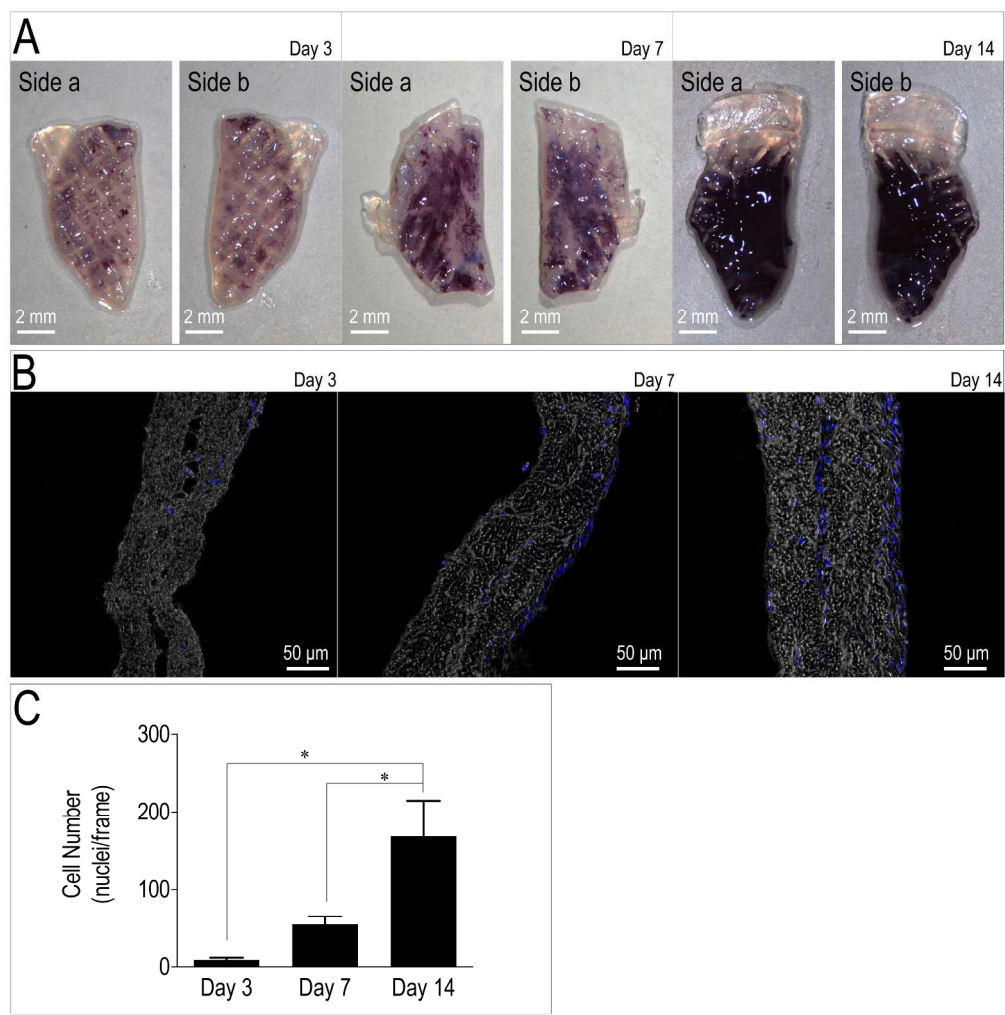 A
Day 3
Day 7
Day 14
Side a
Side b
Side a
Side b
Side a
Side b
2 mm
2 mm
2 mm
2 mm
2 mm
2 mm
B
Day 3
Day 7
Day 14
50 µm
50 µm
50 µm
C
300
200
100
0
Cell Number
(nuclei/frame)
*
*
Day 3
Day 7
Day 14